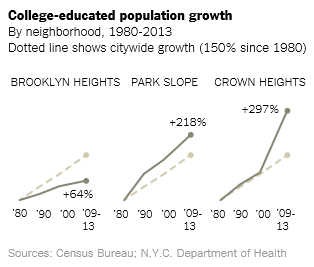 College-educated population growth
By neighborhood, 1980-2013
Dotted line shows citywide growth (150% since 1980)
BROOKLYN HEIGHTS PARK SLOPE CROWN HEIGHTS
+297%
+218%
+64%
'80 '90 '00 '09-13 '80 '90 '00 '09-13 '80 '90 '00 '09-13
Sources: Census Bureau; N.Y.C. Department of Health